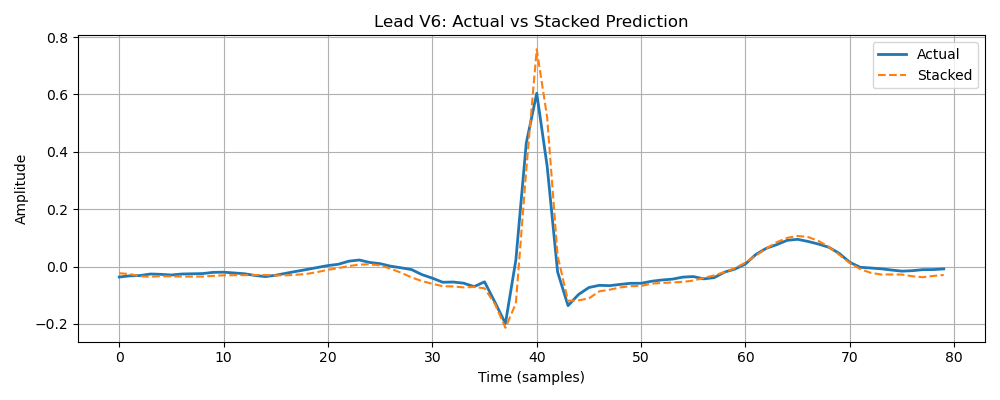 Lead V6: Actual vs Stacked Prediction
Actual
Stacked
Amplitude
0.8
0.6
0.4
0.2
0.0
−0.2
0 10 20 30 40 50 60 70 80
Time (samples)